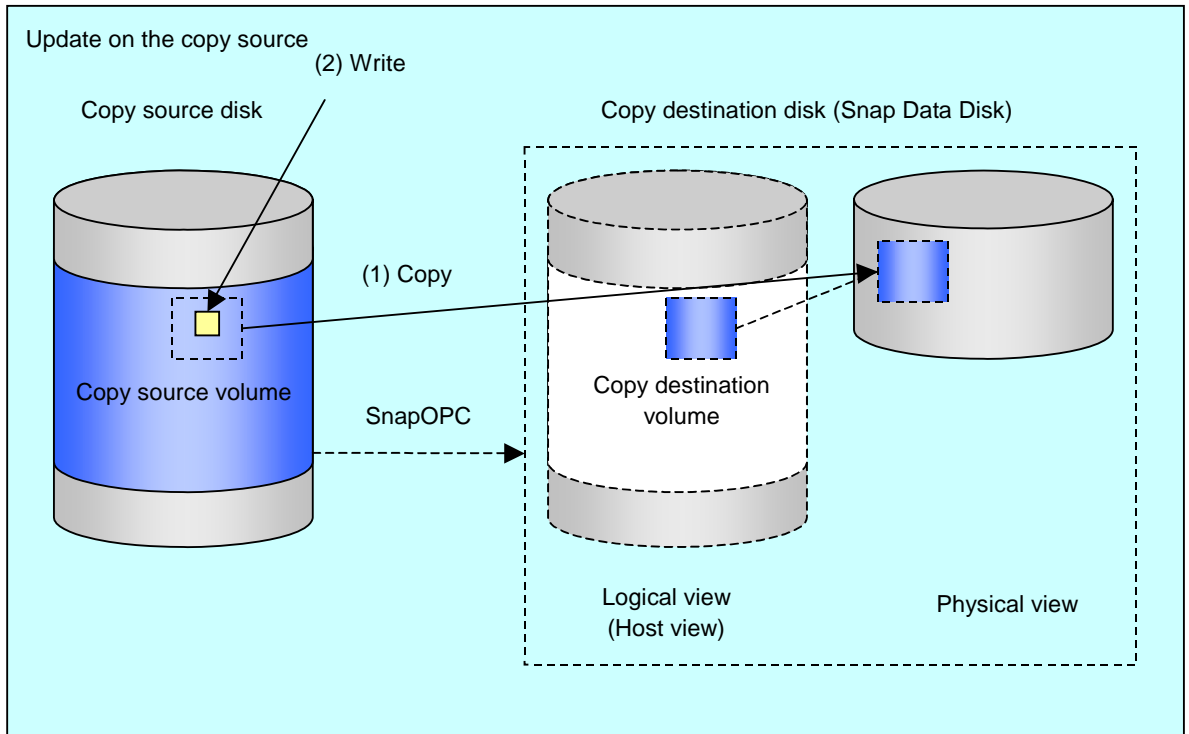 Update on the copy source
(2) Write
Copy source disk
Copy destination disk (Snap Data Disk)
(1) Copy
Copy source volume
Copy destination
volume
SnapOPC
Logical view
(Host view)
Physical view